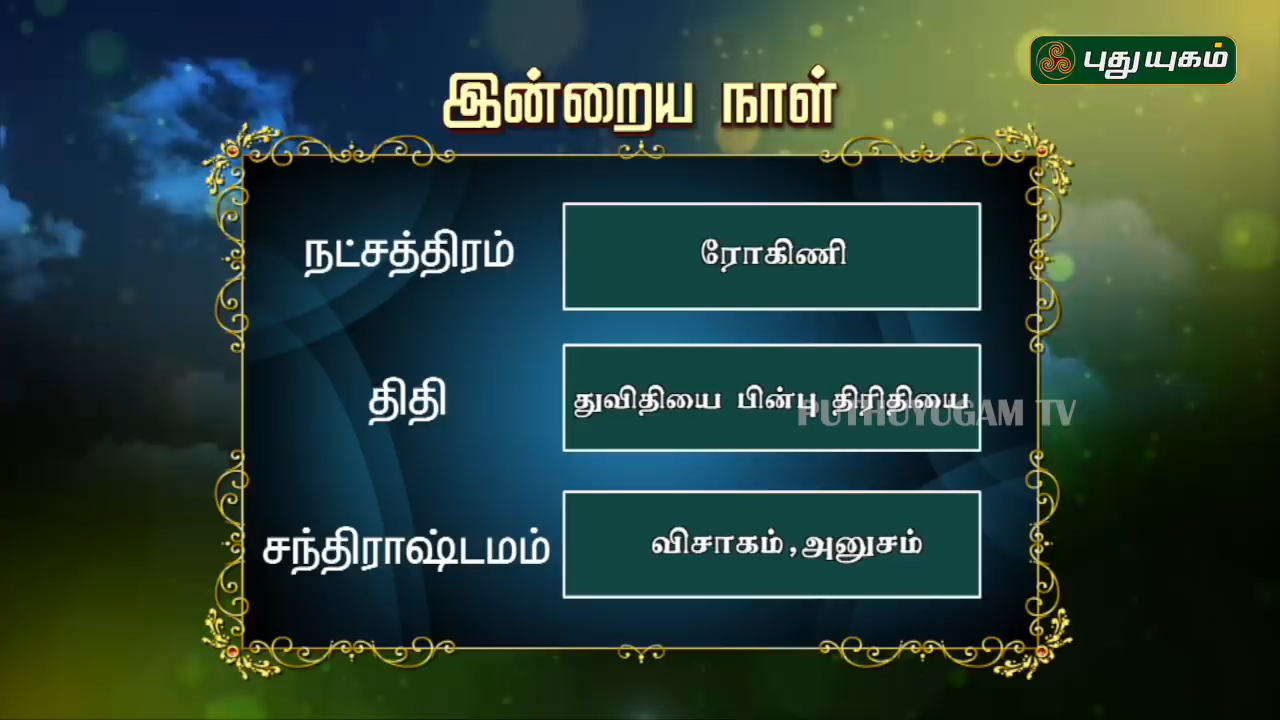 புதுயுகம்
இன்றைய நாள்
நட்சத்திரம்
ரோகிணி
திதி
துவிதியை பின்பு திரிதியை
PUTHUYUGAM TV
சந்திராஷ்டமம்
விசாகம்,அனுசம்